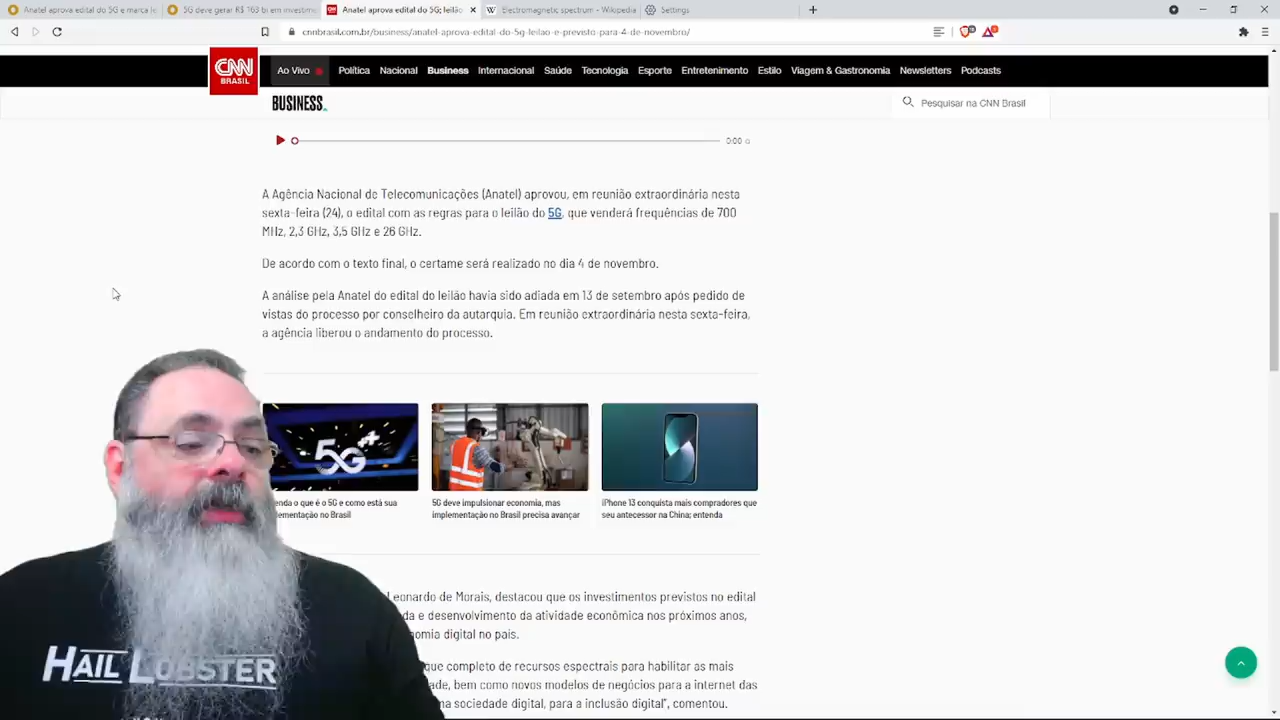 Anatel aprova edital do 5G e marca le
5G deve gerar R$ 163 bi em investim
Anatel aprova edital do 5G; leilão
Electromagnetic spectrum - Wikipedia
Settings
cnnbrasil.com.br/business/anatel-aprova-edital-do-5g-leilao-e-previsto-para-4-de-novembro/
CNN
BRASIL
Ao Vivo
Política
Nacional
Business
Internacional
Saúde
Tecnologia
Esporte
Entretenimento
Estilo
Viagem & Gastronomia
Newsletters
Podcasts
BUSINESS
Pesquisar na CNN Brasil
0:00
A Agência Nacional de Telecomunicações (Anatel) aprovou, em reunião extraordinária nesta
sexta-feira (24), o edital com as regras para o leilão do 5G, que venderá frequências de 700
MHz, 2,3 GHz, 3,5 GHz e 26 GHz.
De acordo com o texto final, o certame será realizado no dia 4 de novembro.
A análise pela Anatel do edital do leilão havia sido adiada em 13 de setembro após pedido de
vistas do processo por conselheiro da autarquia. Em reunião extraordinária nesta sexta-feira,
a agência liberou o andamento do processo.
5G++
enda o que é o 5G e como está sua
lementação no Brasil
5G deve impulsionar economia, mas
implementação no Brasil precisa avançar
iPhone 13 conquista mais compradores que
seu antecessor na China; entenda
Leonardo de Morais, destacou que os investimentos previstos no edital
da e desenvolvimento da atividade econômica nos próximos anos,
omia digital no país.
que completo de recursos espectrais para habilitar as mais
ade, bem como novos modelos de negócios para a internet das
ma sociedade digital, para a inclusão digital", comentou.
HAIL LOBSTER